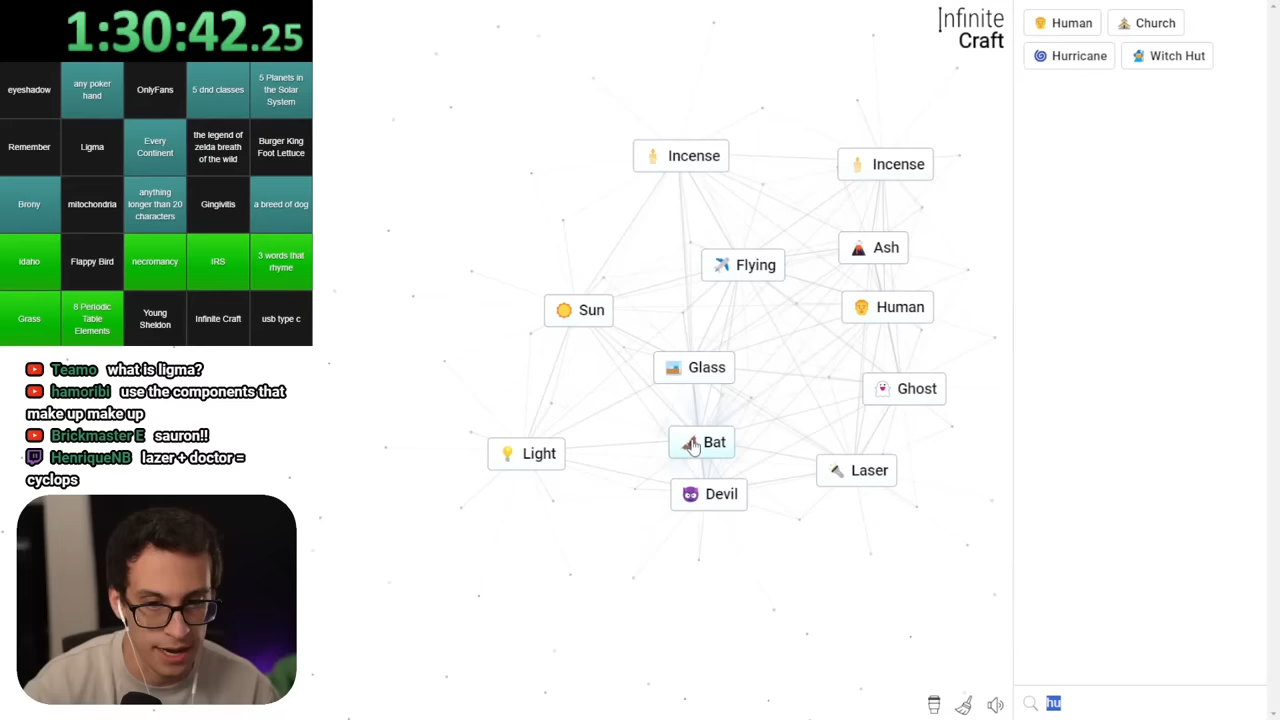 1:30:42.25
eyeshadow
any poker
hand
OnlyFans
5 dnd classes
5 Planets in
the Solar
System
Remember
Ligma
Every
Continent
the legend of
zelda breath
of the wild
Burger King
Foot Lettuce
Brony
mitochondria
anything
longer than 20
characters
Gingivitis
a breed of dog
idaho
Flappy Bird
necromancy
IRS
3 words that
rhyme
Grass
8 Periodic
Table
Elements
Young
Sheldon
Infinite Craft
usb type c
Teamo what is ligma?
hamoribi use the components that
make up make up
Brickmaster E sauron!!
HenriqueNB lazer + doctor =
cyclops
Infinite
Craft
Incense
Incense
Ash
Flying
Human
Sun
Glass
Ghost
Bat
Light
Laser
Devil
Human
Church
Hurricane
Witch Hut
hu